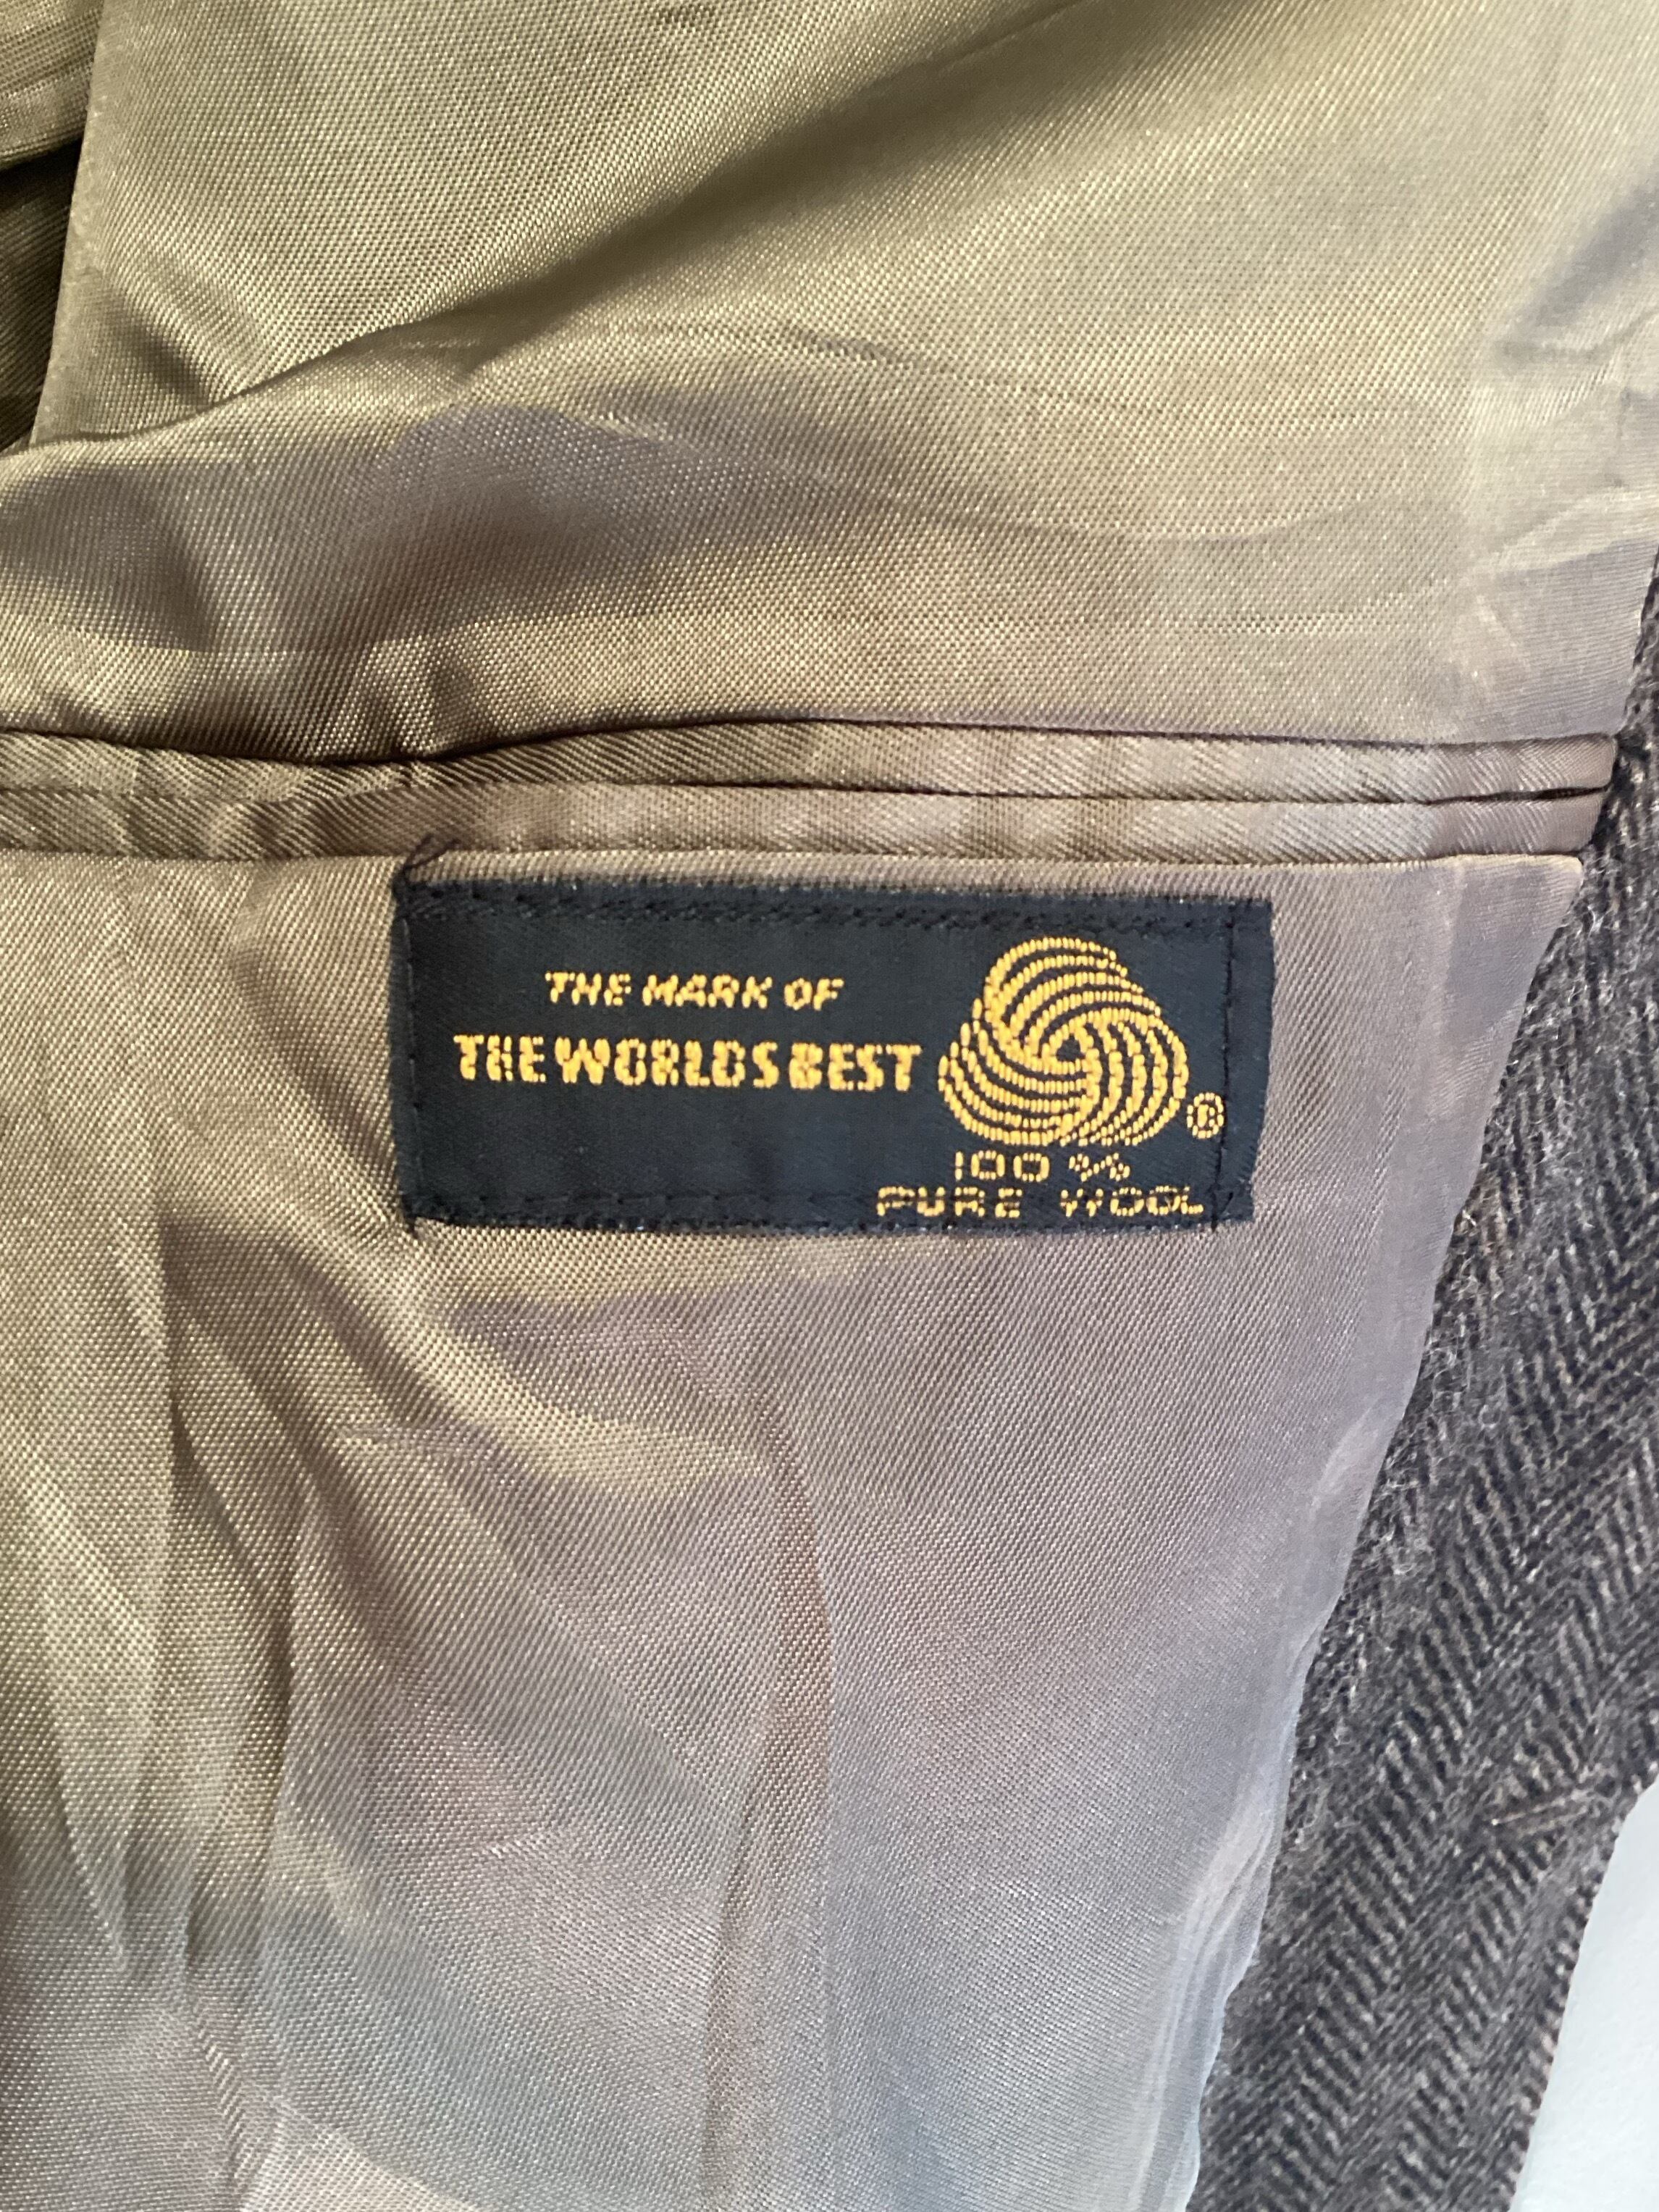 THE MARK OF
THE WORLDS BEST
®
100 %
PURE WOOL